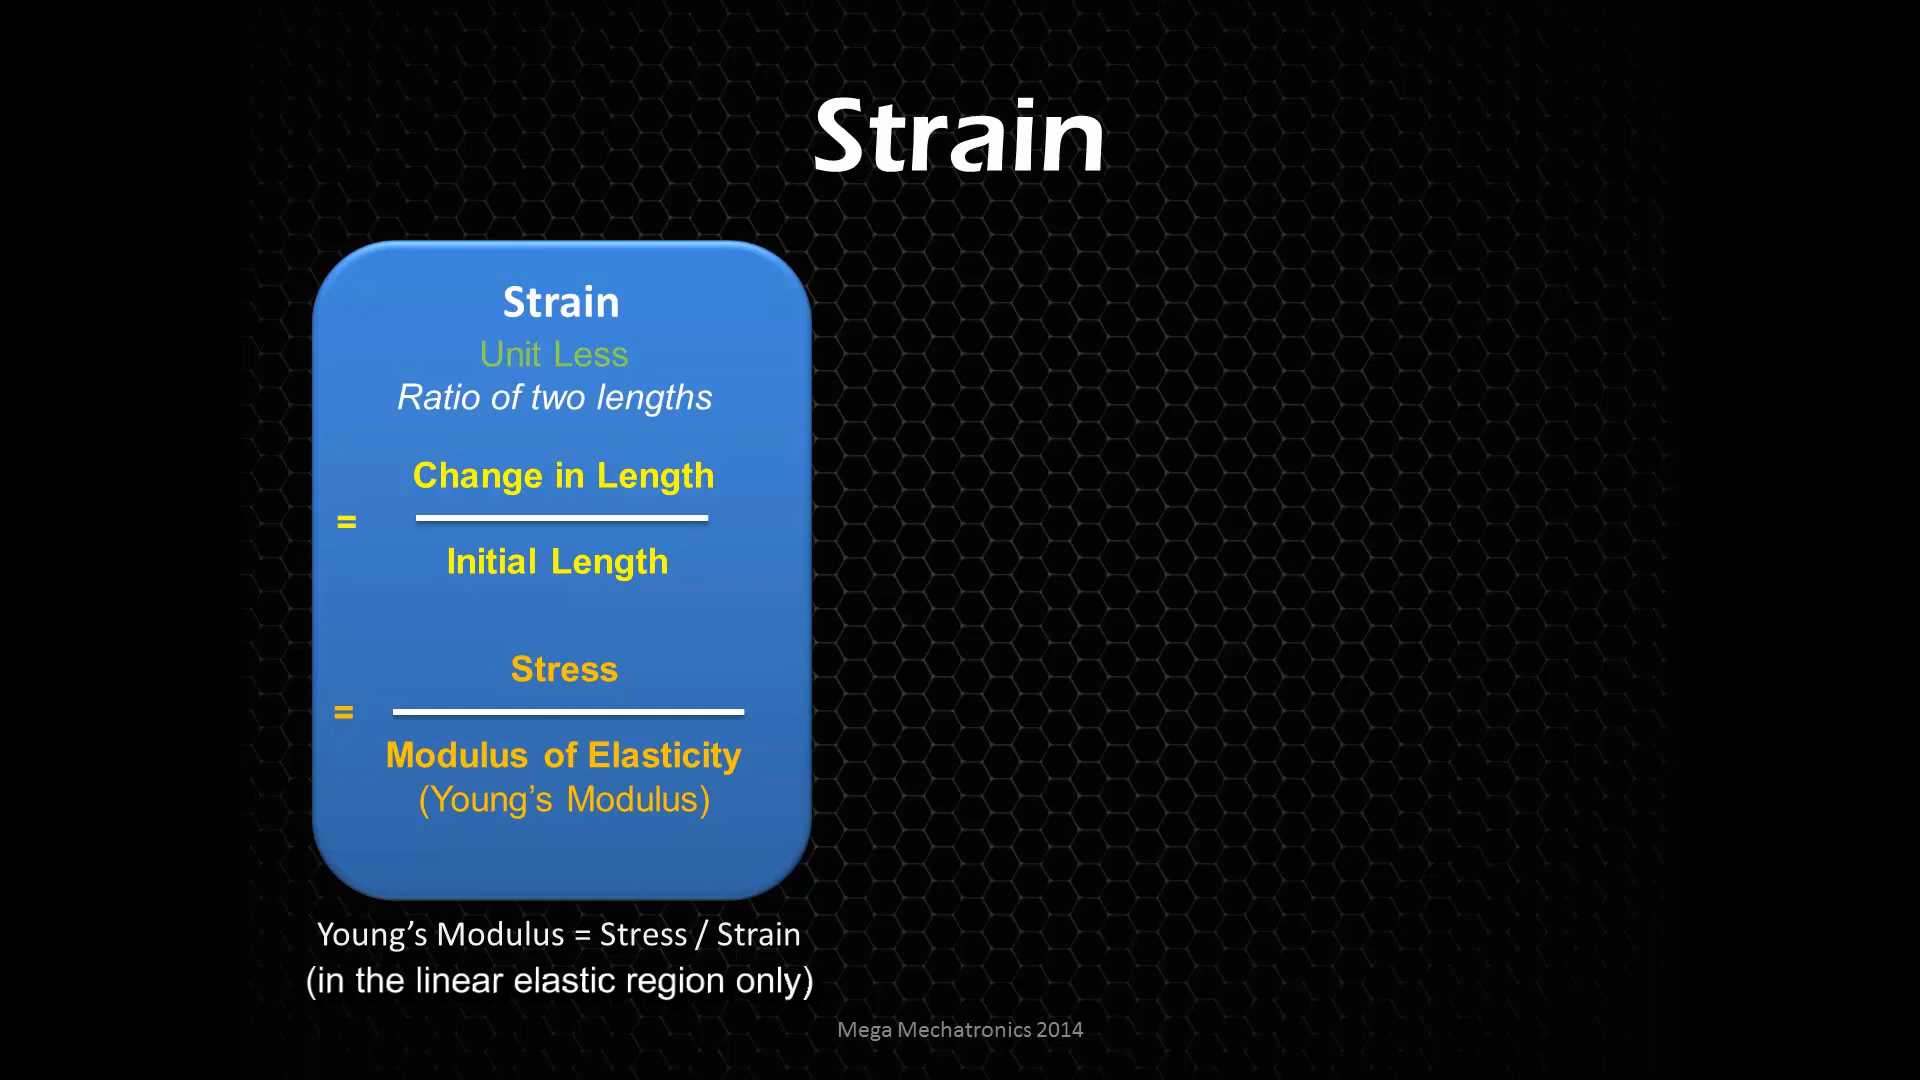 Strain
Strain
Unit Less
Ratio of two lengths
Change in Length
=
Initial Length
Stress
=
Modulus of Elasticity
(Young’s Modulus)
Young’s Modulus = Stress / Strain
(in the linear elastic region only)
Mega Mechatronics 2014